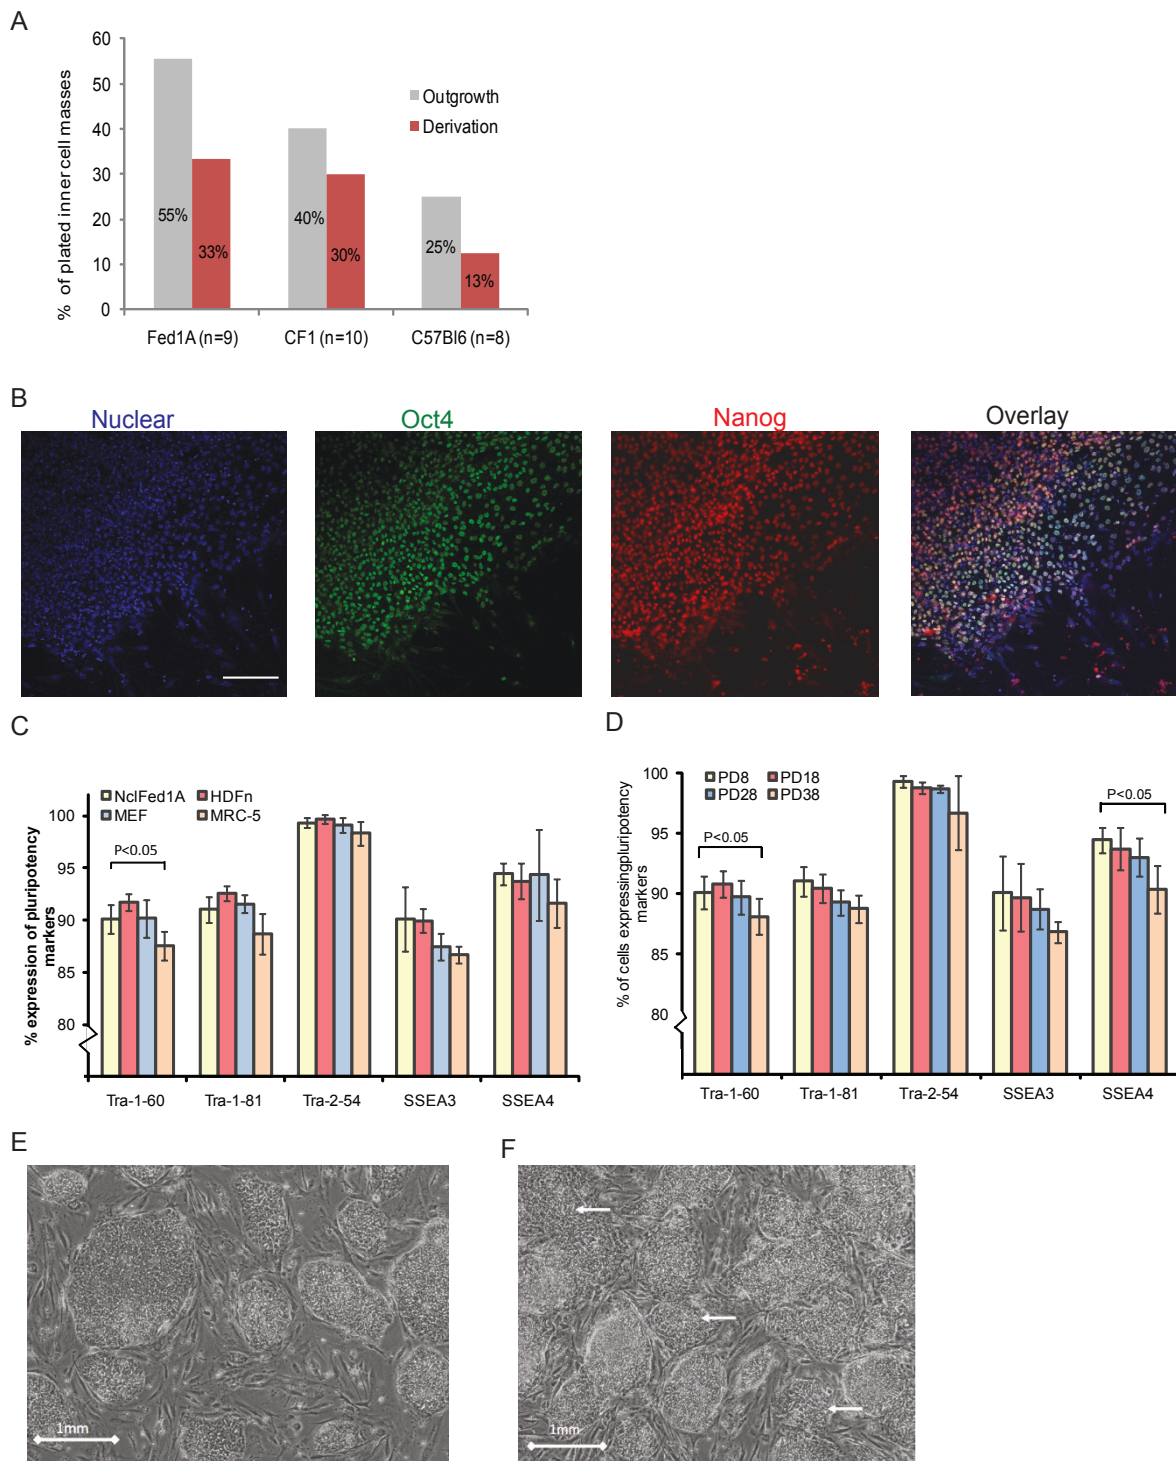 A
60
50
40
30
20
10
0
% of plated inner cell masses
Outgrowth
Derivation
55%
33%
40%
30%
25%
13%
Fed1A (n=9)
CF1 (n=10)
C57Bl6 (n=8)
B
Nuclear
Oct4
Nanog
Overlay
C
% expression of pluripotency
markers
100
95
90
85
80
NclFed1A
HDFn
MEF
MRC-5
P<0.05
Tra-1-60
Tra-1-81
Tra-2-54
SSEA3
SSEA4
D
% of cells expressingpluripotency
markers
100
95
90
85
80
PD8
PD18
PD28
PD38
P<0.05
P<0.05
Tra-1-60
Tra-1-81
Tra-2-54
SSEA3
SSEA4
E
1mm
F
1mm